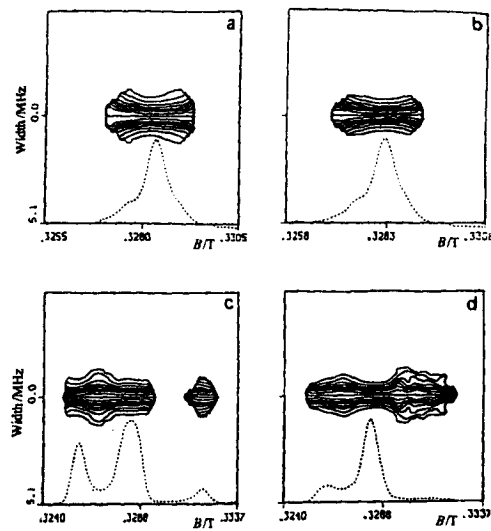 a
b
Width/MHz
0.0
5.1
.3255
.3280
.3305
B/T
.3258
.3283
.3308
B/T
c
d
Width/MHz
0.0
5.1
.3240
.3288
.3337
B/T
.3240
.3288
.3337
B/T